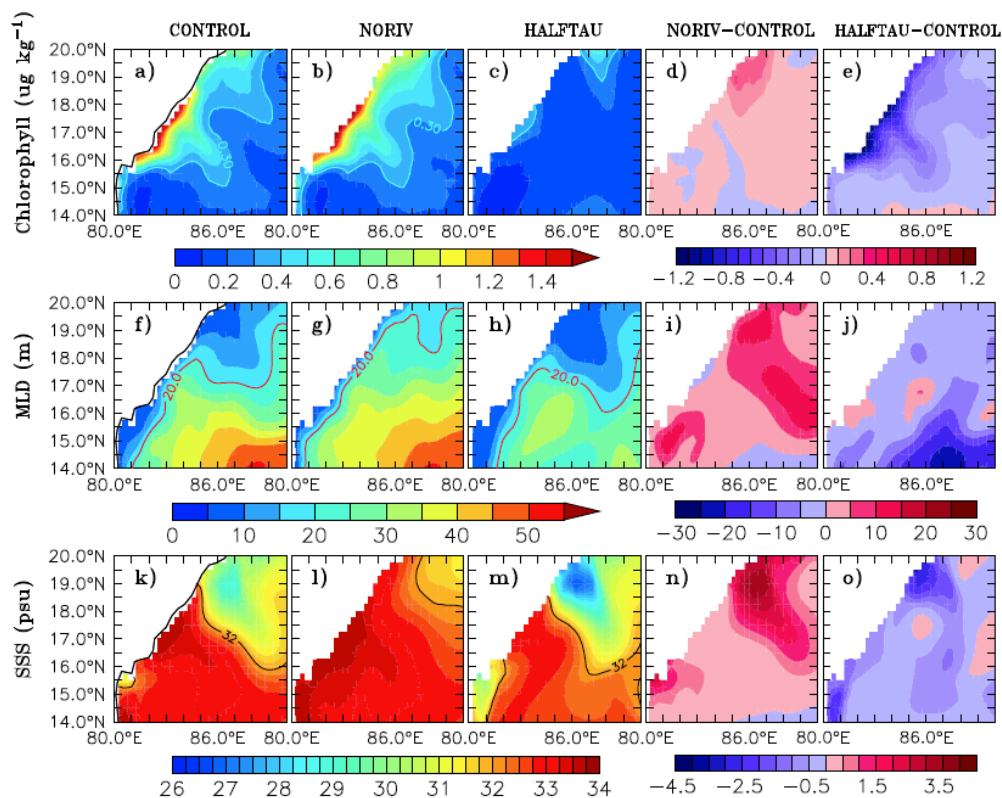 CONTROL NORIV HALFTAU NORIV−CONTROL HALFTAU−CONTROL
Chlorophyll (ug kg⁻¹)
20.0°N
19.0°N
18.0°N
17.0°N
16.0°N
15.0°N
14.0°N
a) b) c) d) e)
0.30 0.30
80.0°E 86.0°E 80.0°E 86.0°E 80.0°E 86.0°E 80.0°E 86.0°E 80.0°E 86.0°E
0 0.2 0.4 0.6 0.8 1 1.2 1.4
−1.2 −0.4 0 0.4 1.2
MLD (m)
20.0°N
19.0°N
18.0°N
17.0°N
16.0°N
15.0°N
14.0°N
f) g) h) i) j)
20.0 20.0 20.0
80.0°E 86.0°E 80.0°E 86.0°E 80.0°E 86.0°E 80.0°E 86.0°E 80.0°E 86.0°E
0 10 20 30 40 50
−30 −20 −10 0 10 20 30
SSS (psu)
20.0°N
19.0°N
18.0°N
17.0°N
16.0°N
15.0°N
14.0°N
k) l) m) n) o)
32 32
80.0°E 86.0°E 80.0°E 86.0°E 80.0°E 86.0°E 80.0°E 86.0°E 80.0°E 86.0°E
26 27 28 29 30 31 32 33 34
−4.5 −2.5 −0.5 1.5 3.5